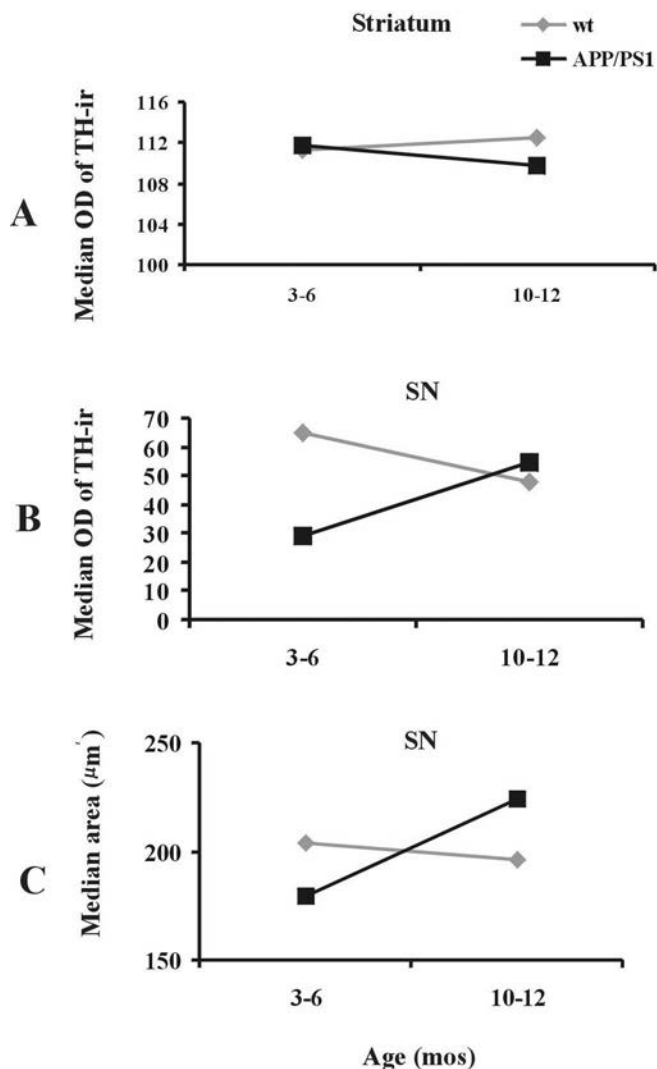 Striatum
wt
APP/PS1
A
Median OD of TH-ir
116
112
108
104
100
3-6
10-12
SN
B
Median OD of TH-ir
70
60
50
40
30
20
10
0
3-6
10-12
SN
C
Median area (μm')
250
200
150
3-6
10-12
Age (mos)